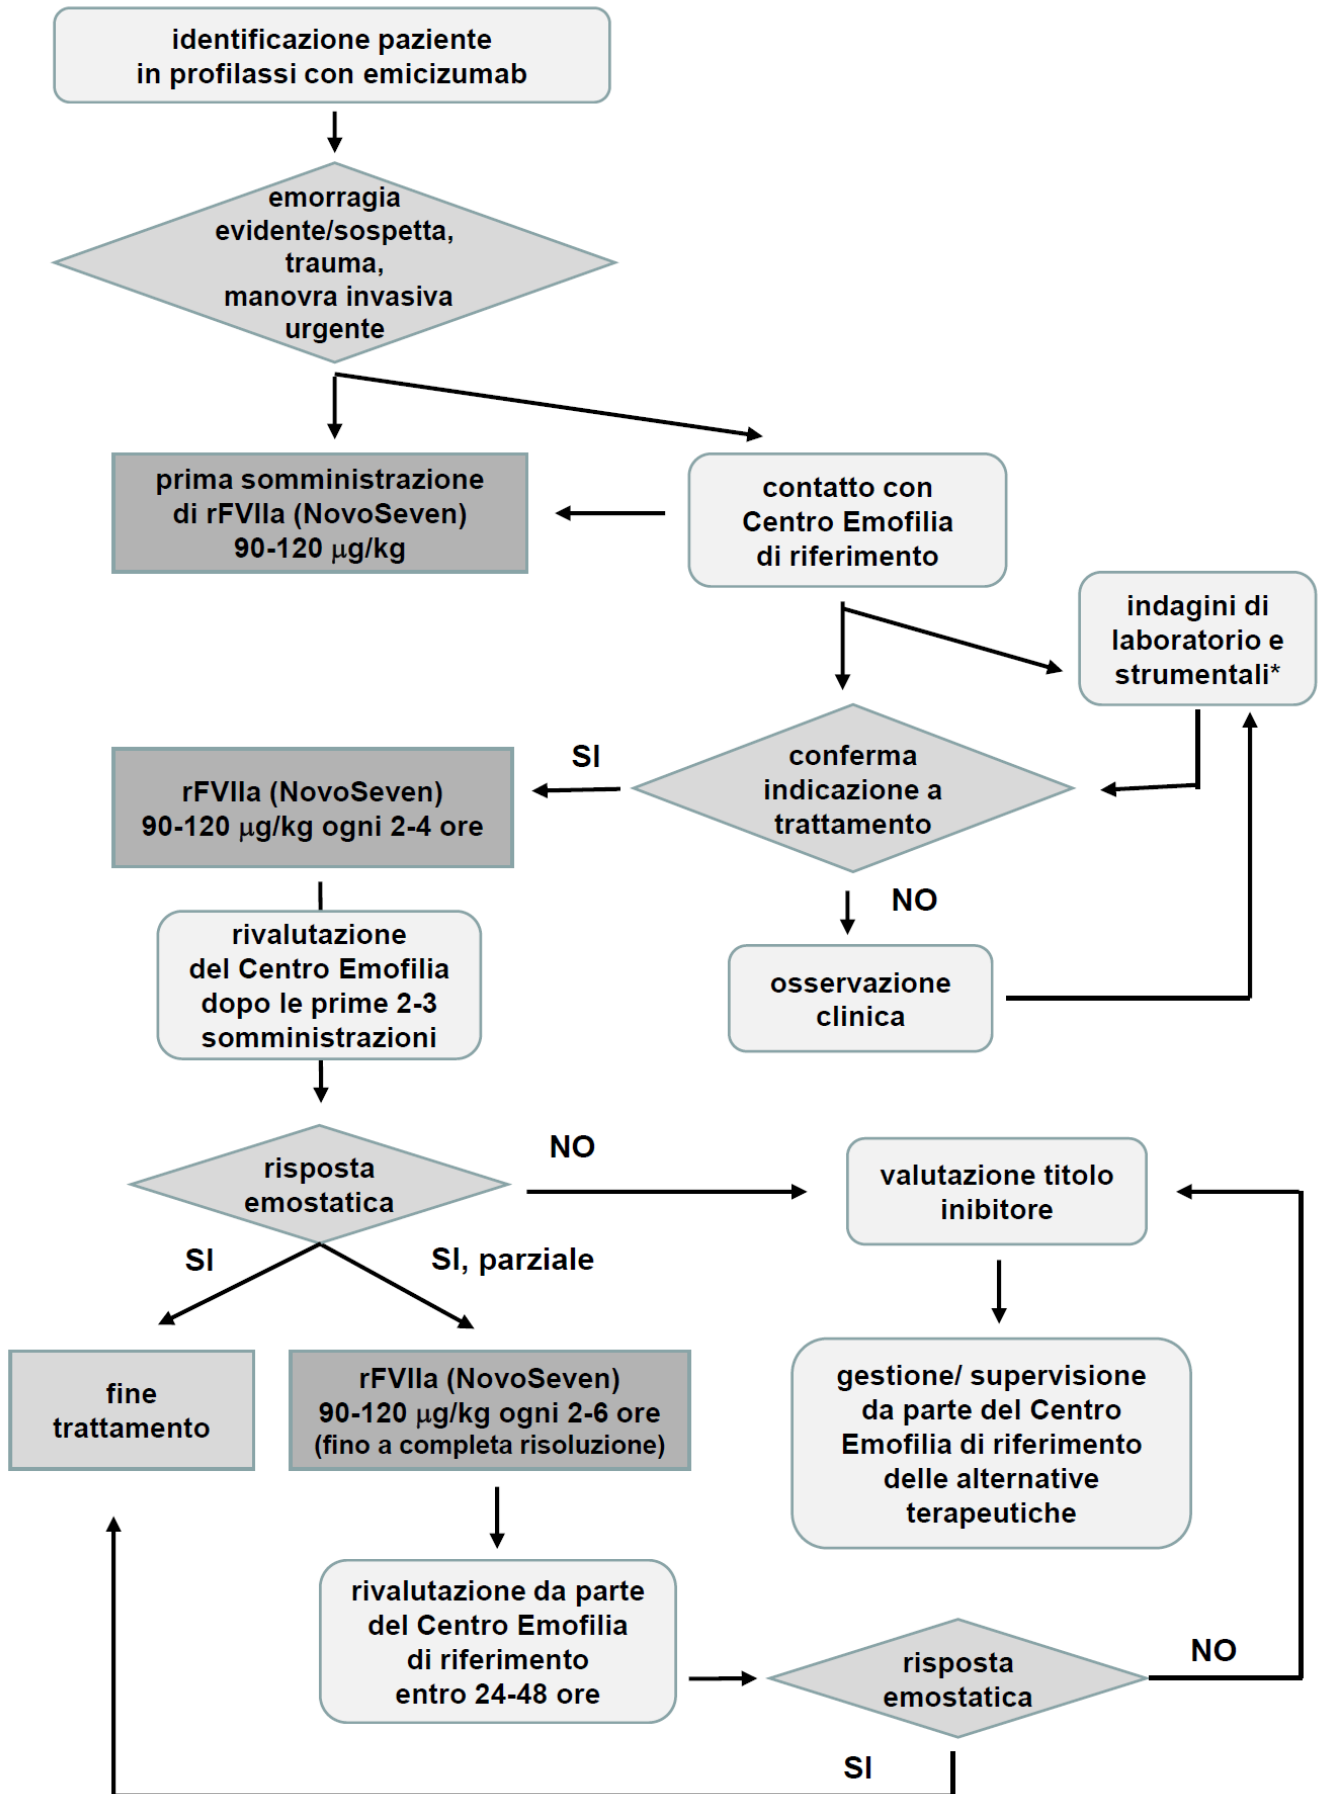 identificazione paziente
in profilassi con emicizumab
emorragia
evidente/sospetta,
trauma,
manovra invasiva
urgente
prima somministrazione
di rFVIIa (NovoSeven)
90-120 μg/kg
contatto con
Centro Emofilia
di riferimento
indagini di
laboratorio e
strumentali*
conferma
indicazione a
trattamento
SI
rFVIIa (NovoSeven)
90-120 μg/kg ogni 2-4 ore
NO
osservazione
clinica
rivalutazione
del Centro Emofilia
dopo le prime 2-3
somministrazioni
risposta
emostatica
NO
valutazione titolo
inibitore
SI
SI, parziale
fine
trattamento
rFVIIa (NovoSeven)
90-120 μg/kg ogni 2-6 ore
(fino a completa risoluzione)
gestione/ supervisione
da parte del Centro
Emofilia di riferimento
delle alternative
terapeutiche
rivalutazione da parte
del Centro Emofilia
di riferimento
entro 24-48 ore
risposta
emostatica
NO
SI